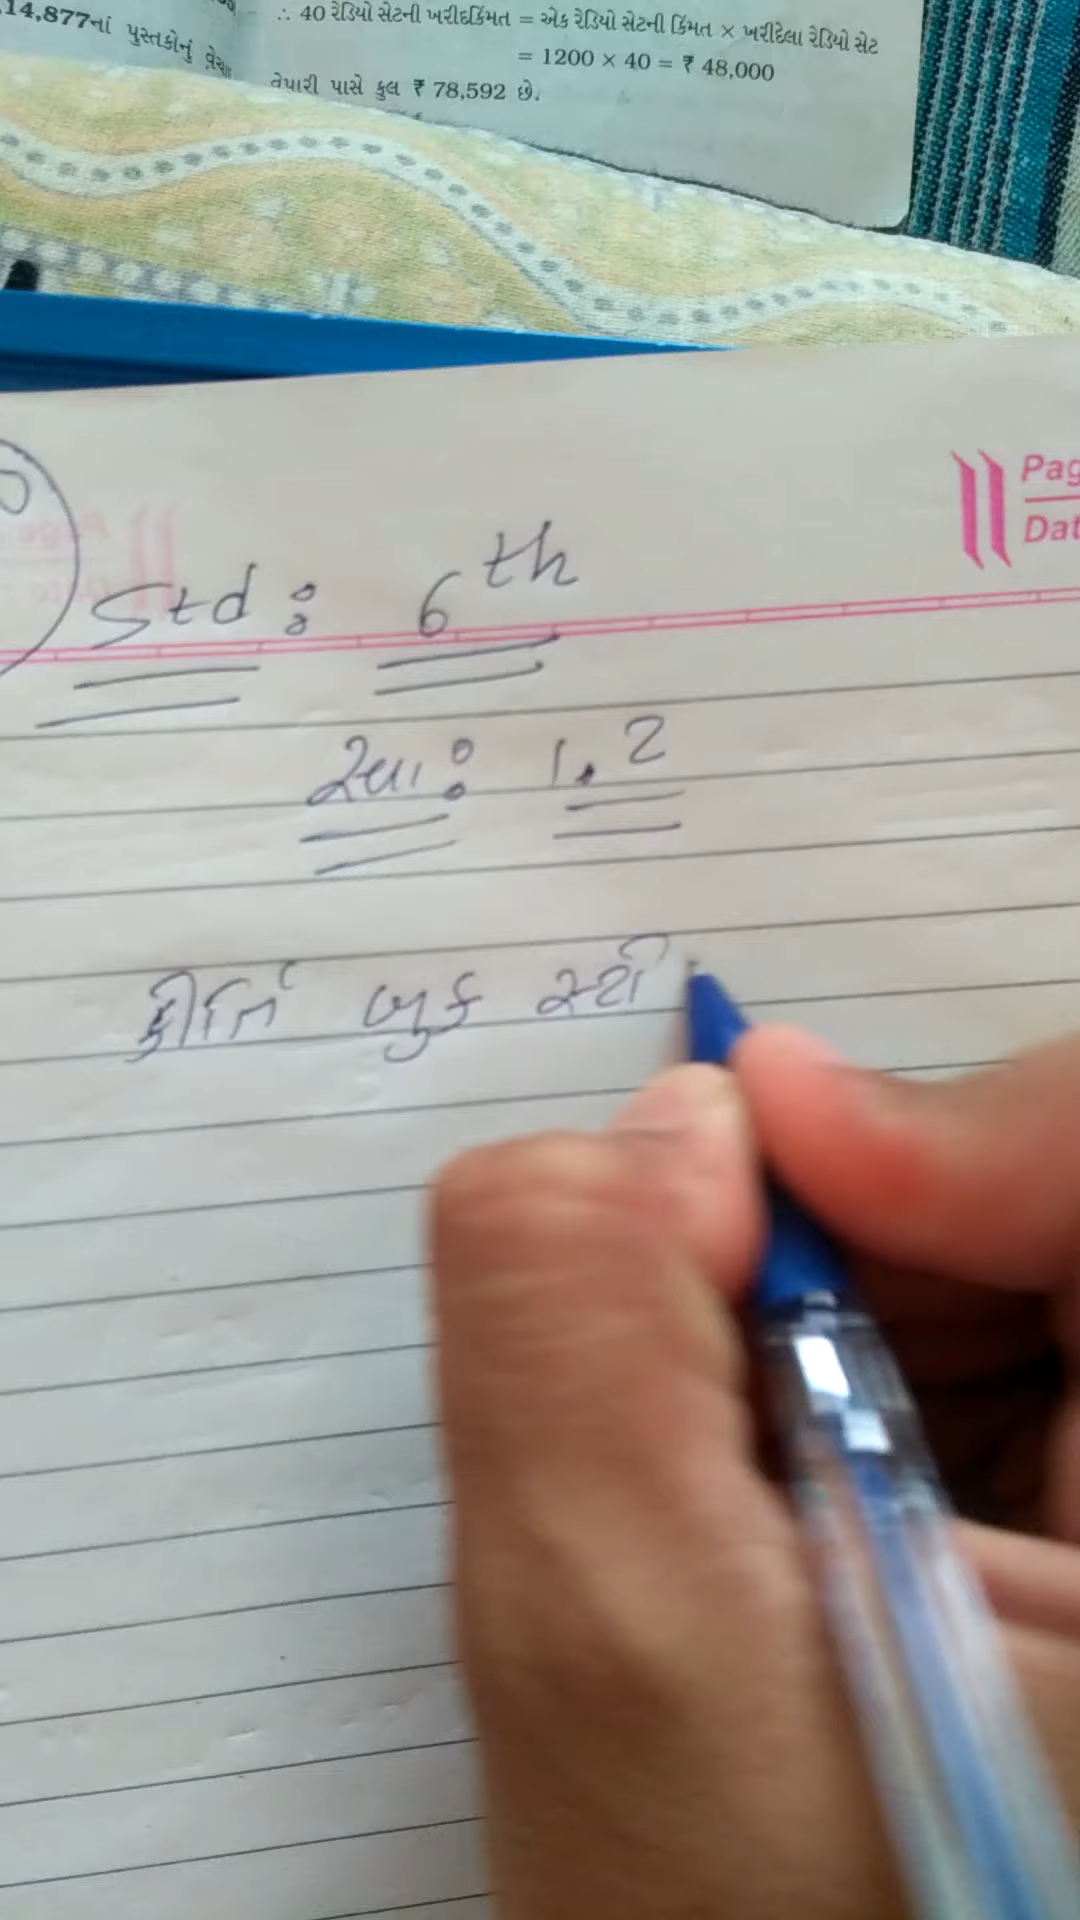 14,877નાં પુસ્તકોનું
∴ 40 રેડિયો સેટની ખરીદકિંમત = એક રેડિયો સેટની કિંમત × ખરીદેલા રેડિયો સેટ
= 1200 × 40 = ₹ 48,000
વેપારી પાસે કુલ ₹ 78,592 છે.
Pag
Dat
Std : 6th
સ્વા : 1.2
કીર્તિ બુક સ્ટો